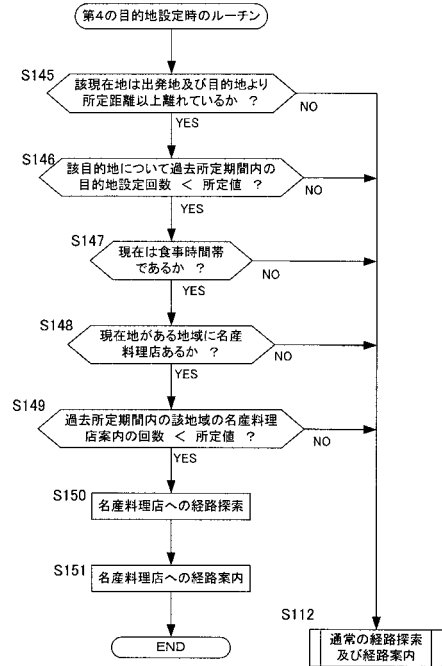 第4の目的地設定時のルーチン
S145
該現在地は出発地及び目的地より
所定距離以上離れているか ?
NO
YES
S146
該目的地について過去所定期間内の
目的地設定回数 < 所定値 ?
NO
YES
S147
現在は食事時間帯
であるか ?
NO
YES
S148
現在地がある地域に名産
料理店あるか ?
NO
YES
S149
過去所定期間内の該地域の名産料理
店案内の回数 < 所定値 ?
NO
YES
S150
名産料理店への経路探索
S151
名産料理店への経路案内
S112
END
通常の経路探索
及び経路案内